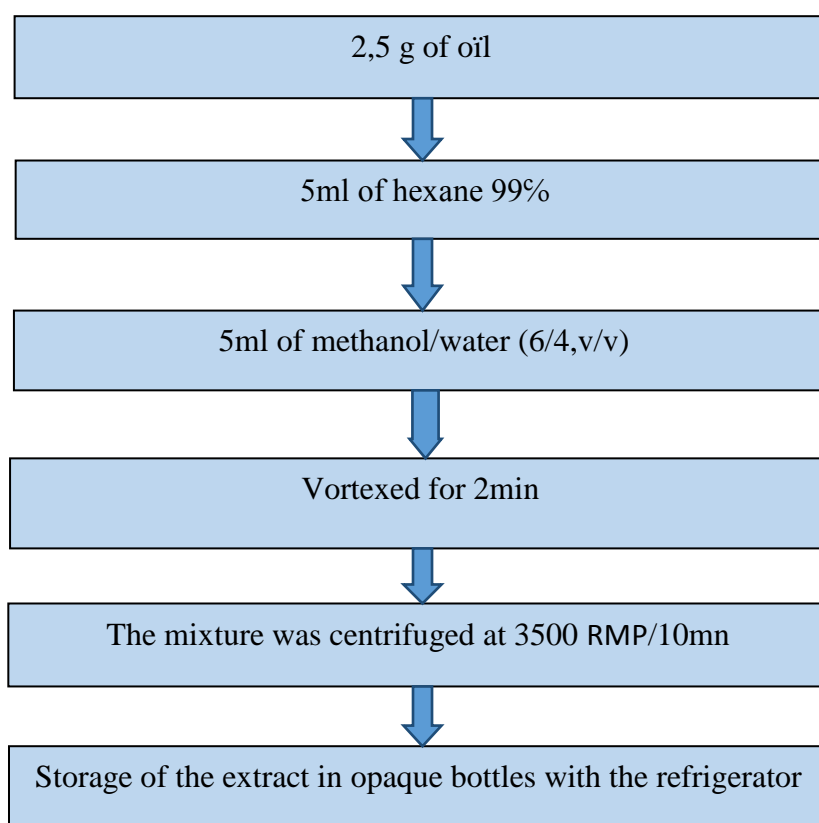 2,5 g of oïl
5ml of hexane 99℅
5ml of methanol/water (6/4,v/v)
Vortexed for 2min
The mixture was centrifuged at 3500 RMP/10mn
Storage of the extract in opaque bottles with the refrigerator